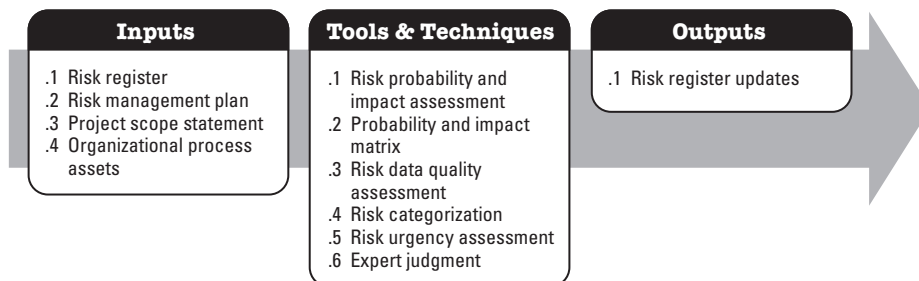 Inputs
.1 Risk register
.2 Risk management plan
.3 Project scope statement
.4 Organizational process
assets
Tools & Techniques
.1 Risk probability and
impact assessment
.2 Probability and impact
matrix
.3 Risk data quality
assessment
.4 Risk categorization
.5 Risk urgency assessment
.6 Expert judgment
Outputs
.1 Risk register updates